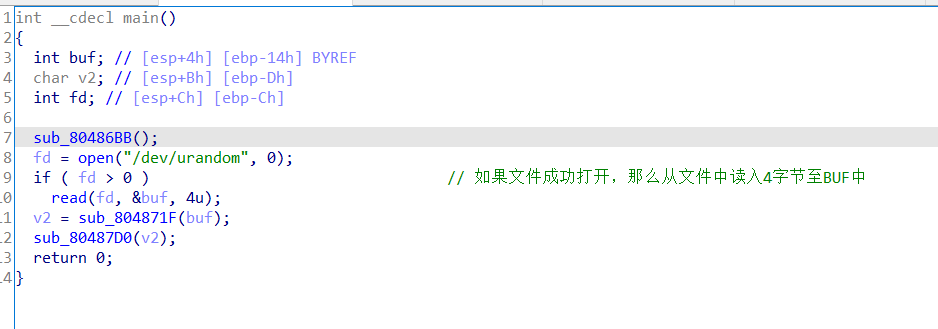 1 int __cdecl main()
2 {
3 int buf; // [esp+4h] [ebp-14h] BYREF
4 char v2; // [esp+Bh] [ebp-Dh]
5 int fd; // [esp+Ch] [ebp-Ch]
6
7 sub_80486BB();
8 fd = open("/dev/urandom", 0);
9 if ( fd > 0 ) // 如果文件成功打开，那么从文件中读入4字节至BUF中
10 read(fd, &buf, 4u);
11 v2 = sub_804871F(buf);
12 sub_80487D0(v2);
13 return 0;
14 }